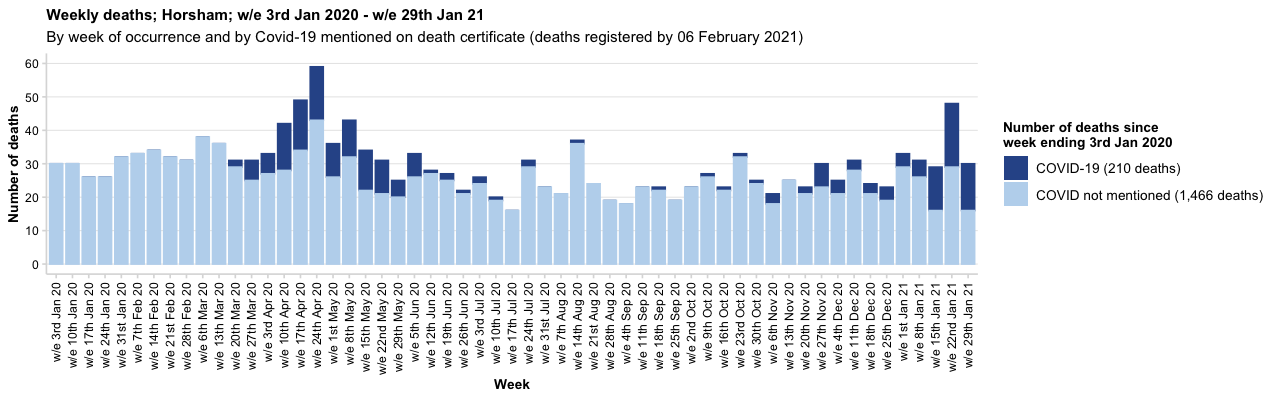 Weekly deaths; Horsham; w/e 3rd Jan 2020 - w/e 29th Jan 21
By week of occurrence and by Covid-19 mentioned on death certificate (deaths registered by 06 February 2021)
Number of deaths
60
50
40
30
20
10
0
w/e 3rd Jan 20
w/e 10th Jan 20
w/e 17th Jan 20
w/e 24th Jan 20
w/e 31st Jan 20
w/e 7th Feb 20
w/e 14th Feb 20
w/e 21st Feb 20
w/e 28th Feb 20
w/e 6th Mar 20
w/e 13th Mar 20
w/e 20th Mar 20
w/e 27th Mar 20
w/e 3rd Apr 20
w/e 10th Apr 20
w/e 17th Apr 20
w/e 24th Apr 20
w/e 1st May 20
w/e 8th May 20
w/e 15th May 20
w/e 22nd May 20
w/e 29th May 20
w/e 5th Jun 20
w/e 12th Jun 20
w/e 19th Jun 20
w/e 26th Jun 20
w/e 3rd Jul 20
w/e 10th Jul 20
w/e 17th Jul 20
w/e 24th Jul 20
w/e 31st Jul 20
w/e 7th Aug 20
w/e 14th Aug 20
w/e 21st Aug 20
w/e 28th Aug 20
w/e 4th Sep 20
w/e 11th Sep 20
w/e 18th Sep 20
w/e 25th Sep 20
w/e 2nd Oct 20
w/e 9th Oct 20
w/e 16th Oct 20
w/e 23rd Oct 20
w/e 30th Oct 20
w/e 6th Nov 20
w/e 13th Nov 20
w/e 20th Nov 20
w/e 27th Nov 20
w/e 4th Dec 20
w/e 11th Dec 20
w/e 18th Dec 20
w/e 25th Dec 20
w/e 1st Jan 21
w/e 8th Jan 21
w/e 15th Jan 21
w/e 22nd Jan 21
w/e 29th Jan 21
Week
Number of deaths since
week ending 3rd Jan 2020
COVID-19 (210 deaths)
COVID not mentioned (1,466 deaths)